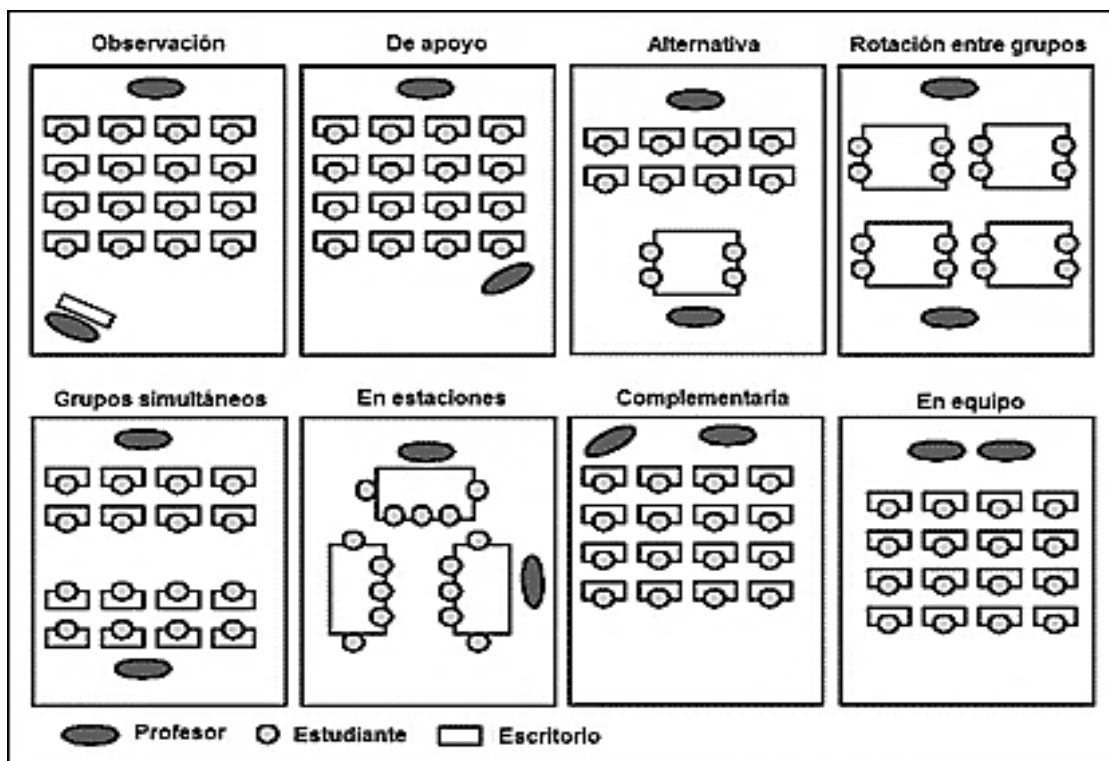 Observación
De apoyo
Alternativa
Rotación entre grupos
Grupos simultáneos
En estaciones
Complementaria
En equipo
Profesor
Estudiante
Escritorio